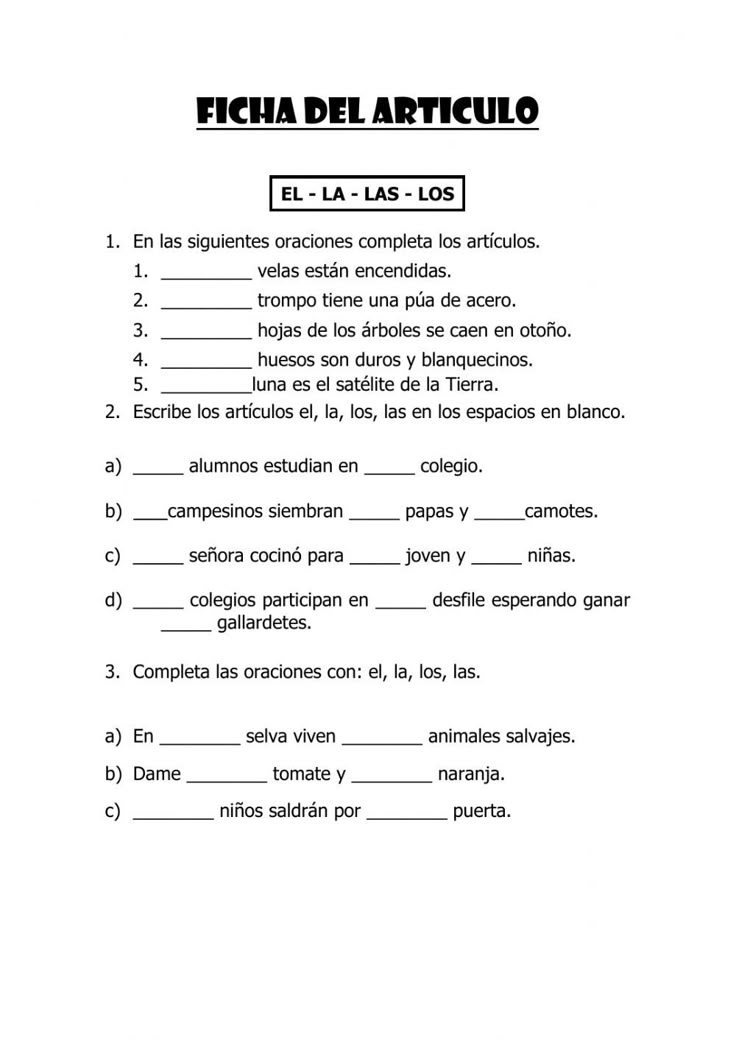 FICHA DEL ARTICULO
EL - LA - LAS - LOS
1. En las siguientes oraciones completa los artículos.
1. _________ velas están encendidas.
2. _________ trompo tiene una púa de acero.
3. _________ hojas de los árboles se caen en otoño.
4. _________ huesos son duros y blanquecinos.
5. _________luna es el satélite de la Tierra.
2. Escribe los artículos el, la, los, las en los espacios en blanco.
a) _____ alumnos estudian en _____ colegio.
b) ____campesinos siembran _____ papas y _____camotes.
c) _____ señora cocinó para _____ joven y _____ niñas.
d) _____ colegios participan en _____ desfile esperando ganar
_____ gallardetes.
3. Completa las oraciones con: el, la, los, las.
a) En ________ selva viven ________ animales salvajes.
b) Dame ________ tomate y ________ naranja.
c) ________ niños saldrán por ________ puerta.